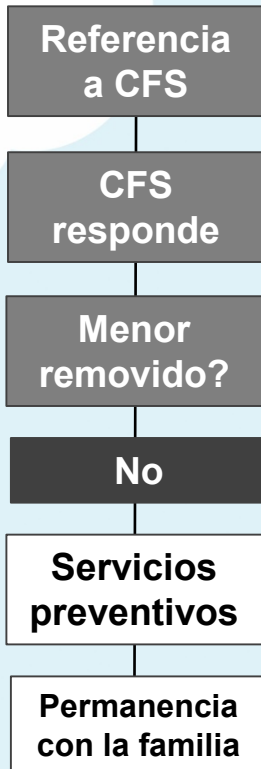 Referencia
a CFS
CFS
responde
Menor
removido?
No
Servicios
preventivos
Permanencia
con la familia